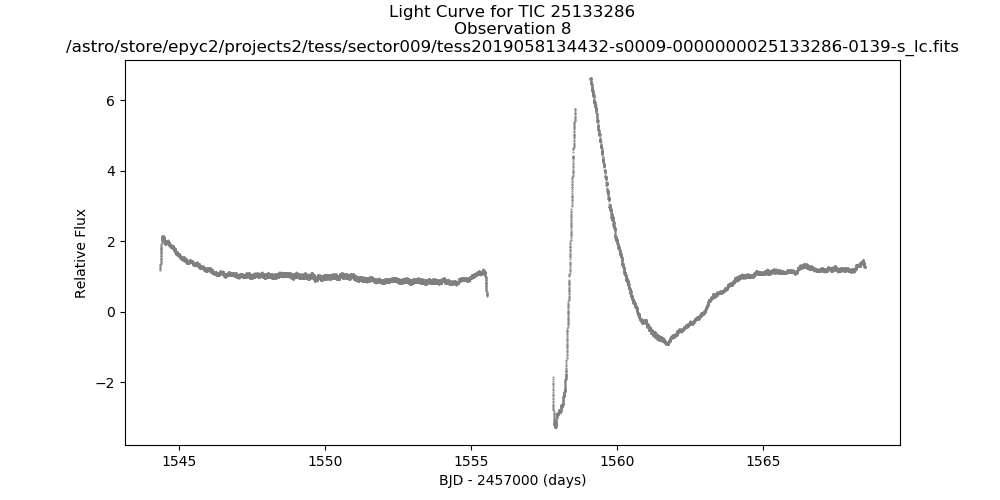 Light Curve for TIC 25133286
Observation 8
/astro/store/epyc2/projects2/tess/sector009/tess2019058134432-s0009-0000000025133286-0139-s_lc.fits
6
4
2
0
−2
Relative Flux
1545 1550 1555 1560 1565
BJD - 2457000 (days)